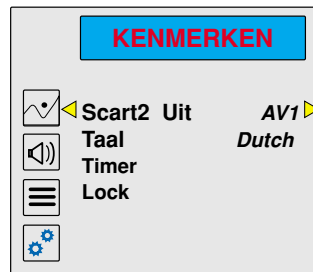 KENMERKEN
Scart2 Uit AV1
Taal Dutch
Timer
Lock